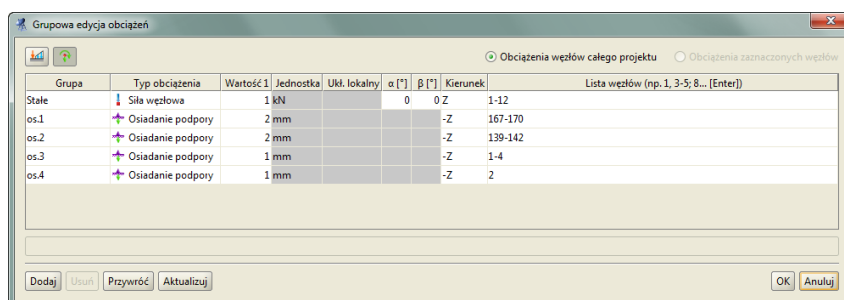 Grupowa edycja obciążeń
Obciążenia węzłów całego projektu Obciążenia zaznaczonych węzłów
Grupa Typ obciążenia Wartość 1 Jednostka Ukł. lokalny α [°] β [°] Kierunek Lista węzłów (np. 1, 3-5; 8... [Enter])
Stałe Siła węzłowa 1 kN 0 0 Z 1-12
os.1 Osiadanie podpory 2 mm -Z 167-170
os.2 Osiadanie podpory 2 mm -Z 139-142
os.3 Osiadanie podpory 1 mm -Z 1-4
os.4 Osiadanie podpory 1 mm -Z 2
Dodaj Usuń Przywróć Aktualizuj OK Anuluj